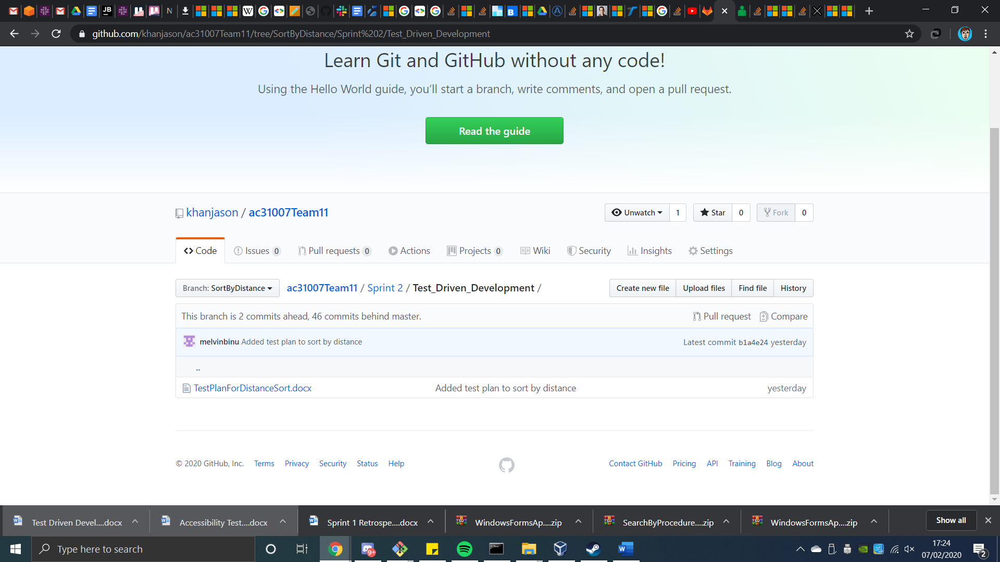 github.com/khanjason/ac31007Team11/tree/SortByDistance/Sprint%202/Test_Driven_Development
Learn Git and GitHub without any code!
Using the Hello World guide, you’ll start a branch, write comments, and open a pull request.
Read the guide
khanjason / ac31007Team11
Unwatch 1 Star 0 Fork 0
Code Issues 0 Pull requests 0 Actions Projects 0 Wiki Security Insights Settings
Branch: SortByDistance ac31007Team11 / Sprint 2 / Test_Driven_Development / Create new file Upload files Find file History
This branch is 2 commits ahead, 46 commits behind master. Pull request Compare
melvinbinu Added test plan to sort by distance Latest commit b1a4e24 yesterday
..
TestPlanForDistanceSort.docx Added test plan to sort by distance yesterday
© 2020 GitHub, Inc. Terms Privacy Security Status Help Contact GitHub Pricing API Training Blog About
Test Driven Devel....docx Accessibility Test....docx Sprint 1 Retrospe....docx WindowsFormsAp....zip SearchByProcedure....zip WindowsFormsAp....zip Show all
Type here to search
9+
17:24
07/02/2020
2